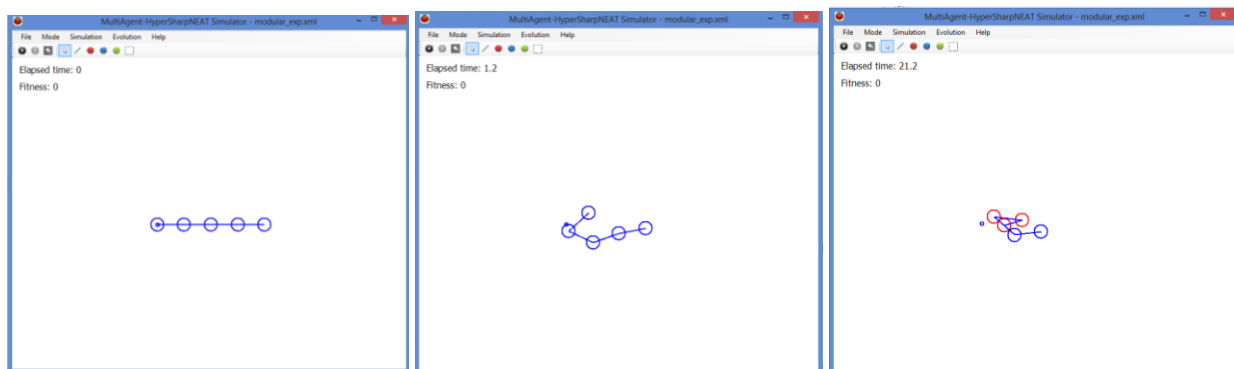 MultiAgent-HyperSharpNEAT Simulator - modular_exp.xml
File Mode Simulation Evolution Help
Elapsed time: 0
Fitness: 0
MultiAgent-HyperSharpNEAT Simulator - modular_exp.xml
File Mode Simulation Evolution Help
Elapsed time: 1.2
Fitness: 0
MultiAgent-HyperSharpNEAT Simulator - modular_exp.xml
File Mode Simulation Evolution Help
Elapsed time: 21.2
Fitness: 0